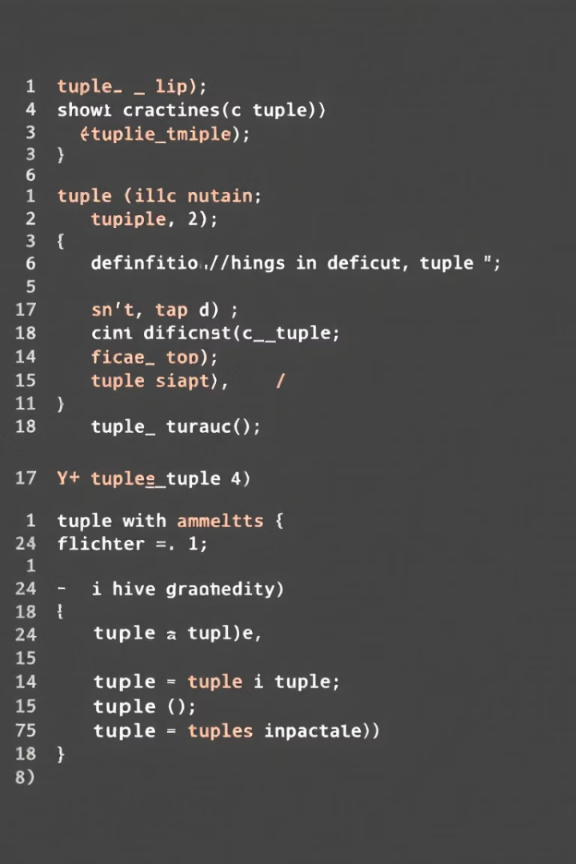 1 tuple_ _ lip);
4 showi cractines(c tuple))
3 (tuplie_tmiple);
3 }
6
1 tuple (il1c nutain;
2 tupiple, 2);
3 {
6 definfitio.//hings in deficut, tuple ";
5
17 sn't, tap d) ;
18 cini dificnst(c__tuple;
14 ficae_ top);
15 tuple siapt), /
11 )
18 tuple_ turauc();
17 Y+ tuples_tuple 4)
1 tuple with ammeltts {
24 flichter =. 1;
1
24 - i hive graohedity)
18 {
24 tuple = tupl)e,
15
14 tuple = tuple i tuple;
15 tuple ();
75 tuple = tuples inpactale))
18 }
8)